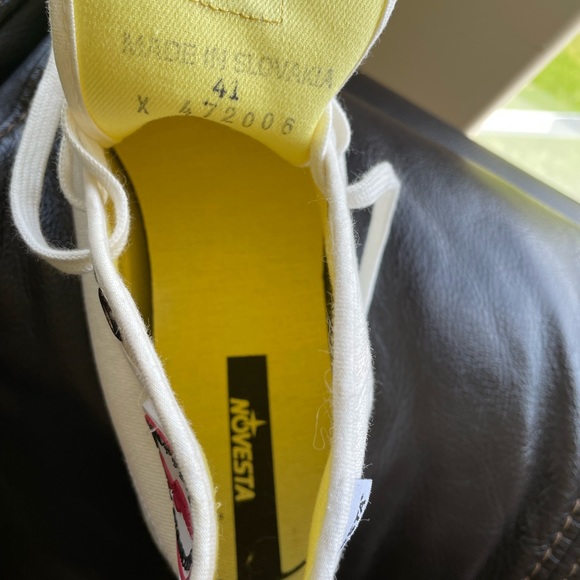 MADE IN SLOVAKIA
41
X 472006
NOVESTA